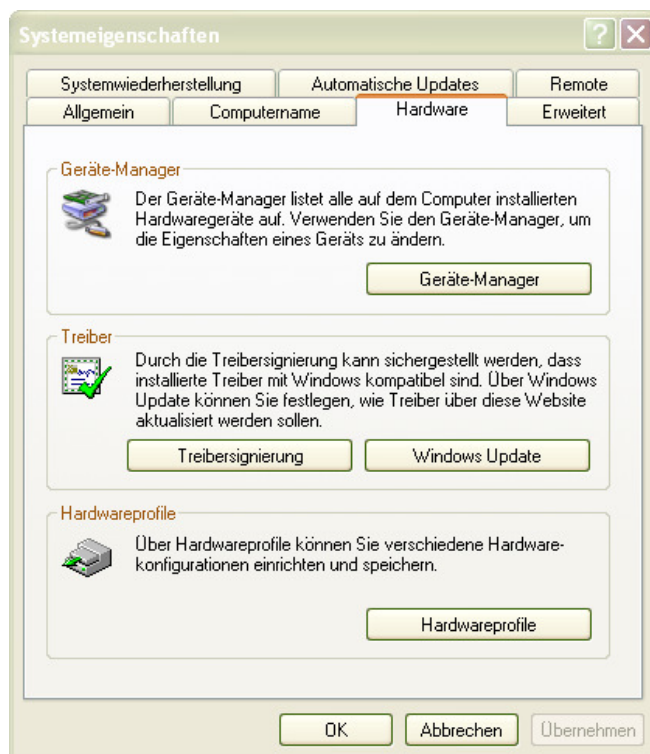 Systemeigenschaften
Systemwiederherstellung Automatische Updates Remote
Allgemein Computername Hardware Erweitert
Geräte-Manager
Der Geräte-Manager listet alle auf dem Computer installierten
Hardwaregeräte auf. Verwenden Sie den Geräte-Manager, um
die Eigenschaften eines Geräts zu ändern.
Geräte-Manager
Treiber
Durch die Treibersignierung kann sichergestellt werden, dass
installierte Treiber mit Windows kompatibel sind. Über Windows
Update können Sie festlegen, wie Treiber über diese Website
aktualisiert werden sollen.
Treibersignierung Windows Update
Hardwareprofile
Über Hardwareprofile können Sie verschiedene Hardware-
konfigurationen einrichten und speichern.
Hardwareprofile
OK Abbrechen Übernehmen